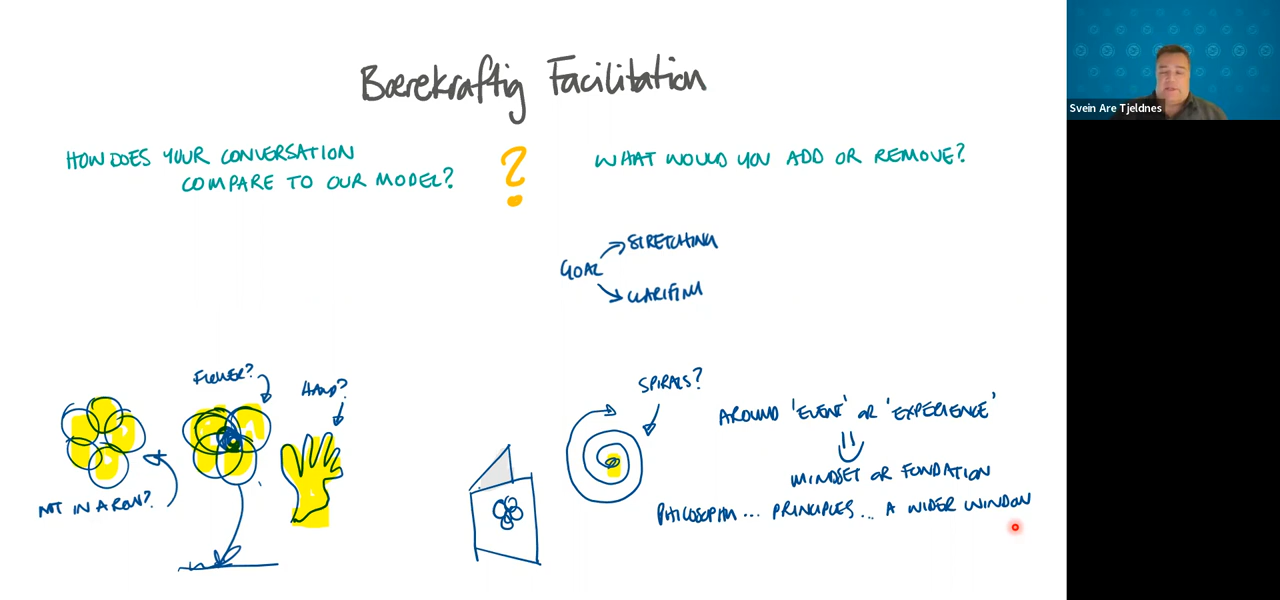 Bærekraftig Facilitation
HOW DOES YOUR CONVERSATION
COMPARE TO OUR MODEL?
?
WHAT WOULD YOU ADD OR REMOVE?
GOAL
STRETCHING
CLARIFING
FLOWER?
HAND?
NOT IN A ROW?
SPIRALS?
AROUND 'EVENT' OR 'EXPERIENCE'
MINDSET OR FONDATION
PHILOSOPHY... PRINCIPLES... A WIDER WINDOW
Svein Are Tjeldnes